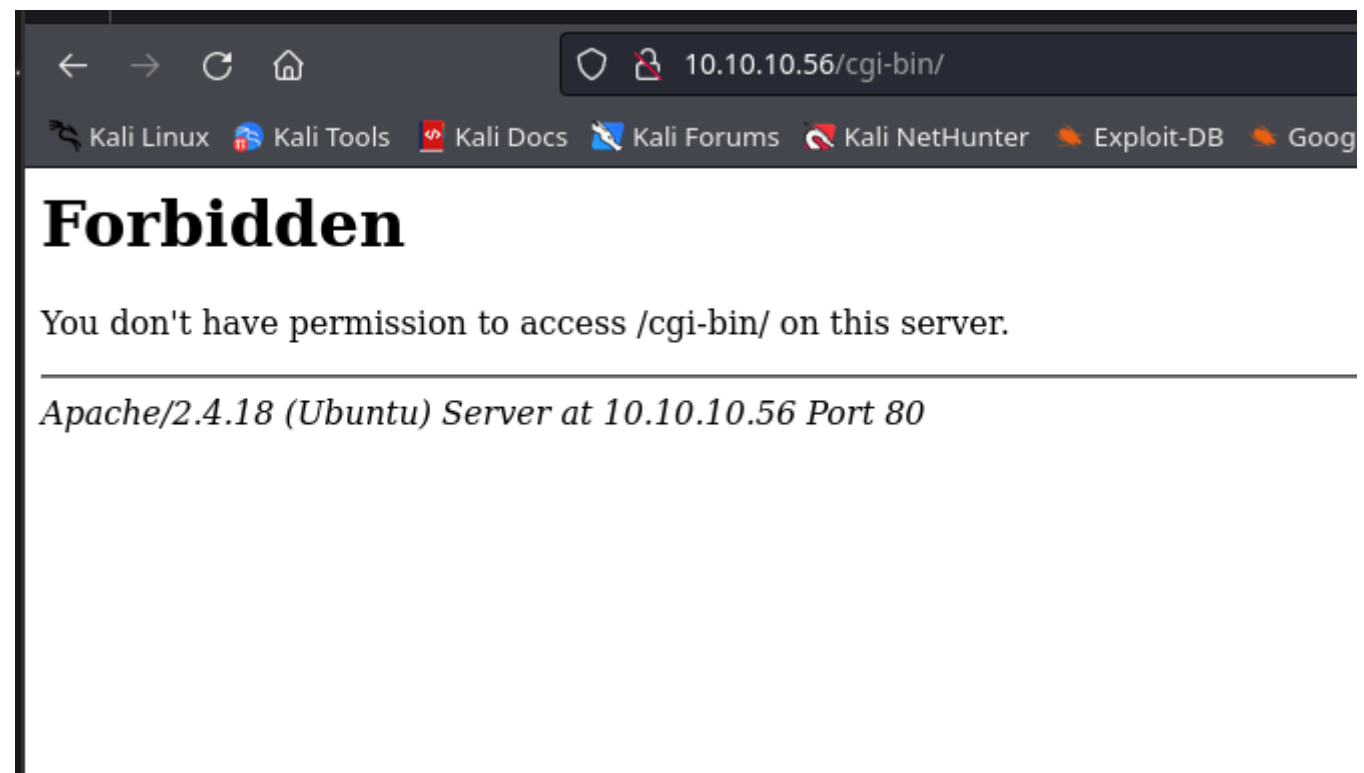 10.10.10.56/cgi-bin/
Kali Linux Kali Tools Kali Docs Kali Forums Kali NetHunter Exploit-DB Goog
Forbidden
You don't have permission to access /cgi-bin/ on this server.
Apache/2.4.18 (Ubuntu) Server at 10.10.10.56 Port 80